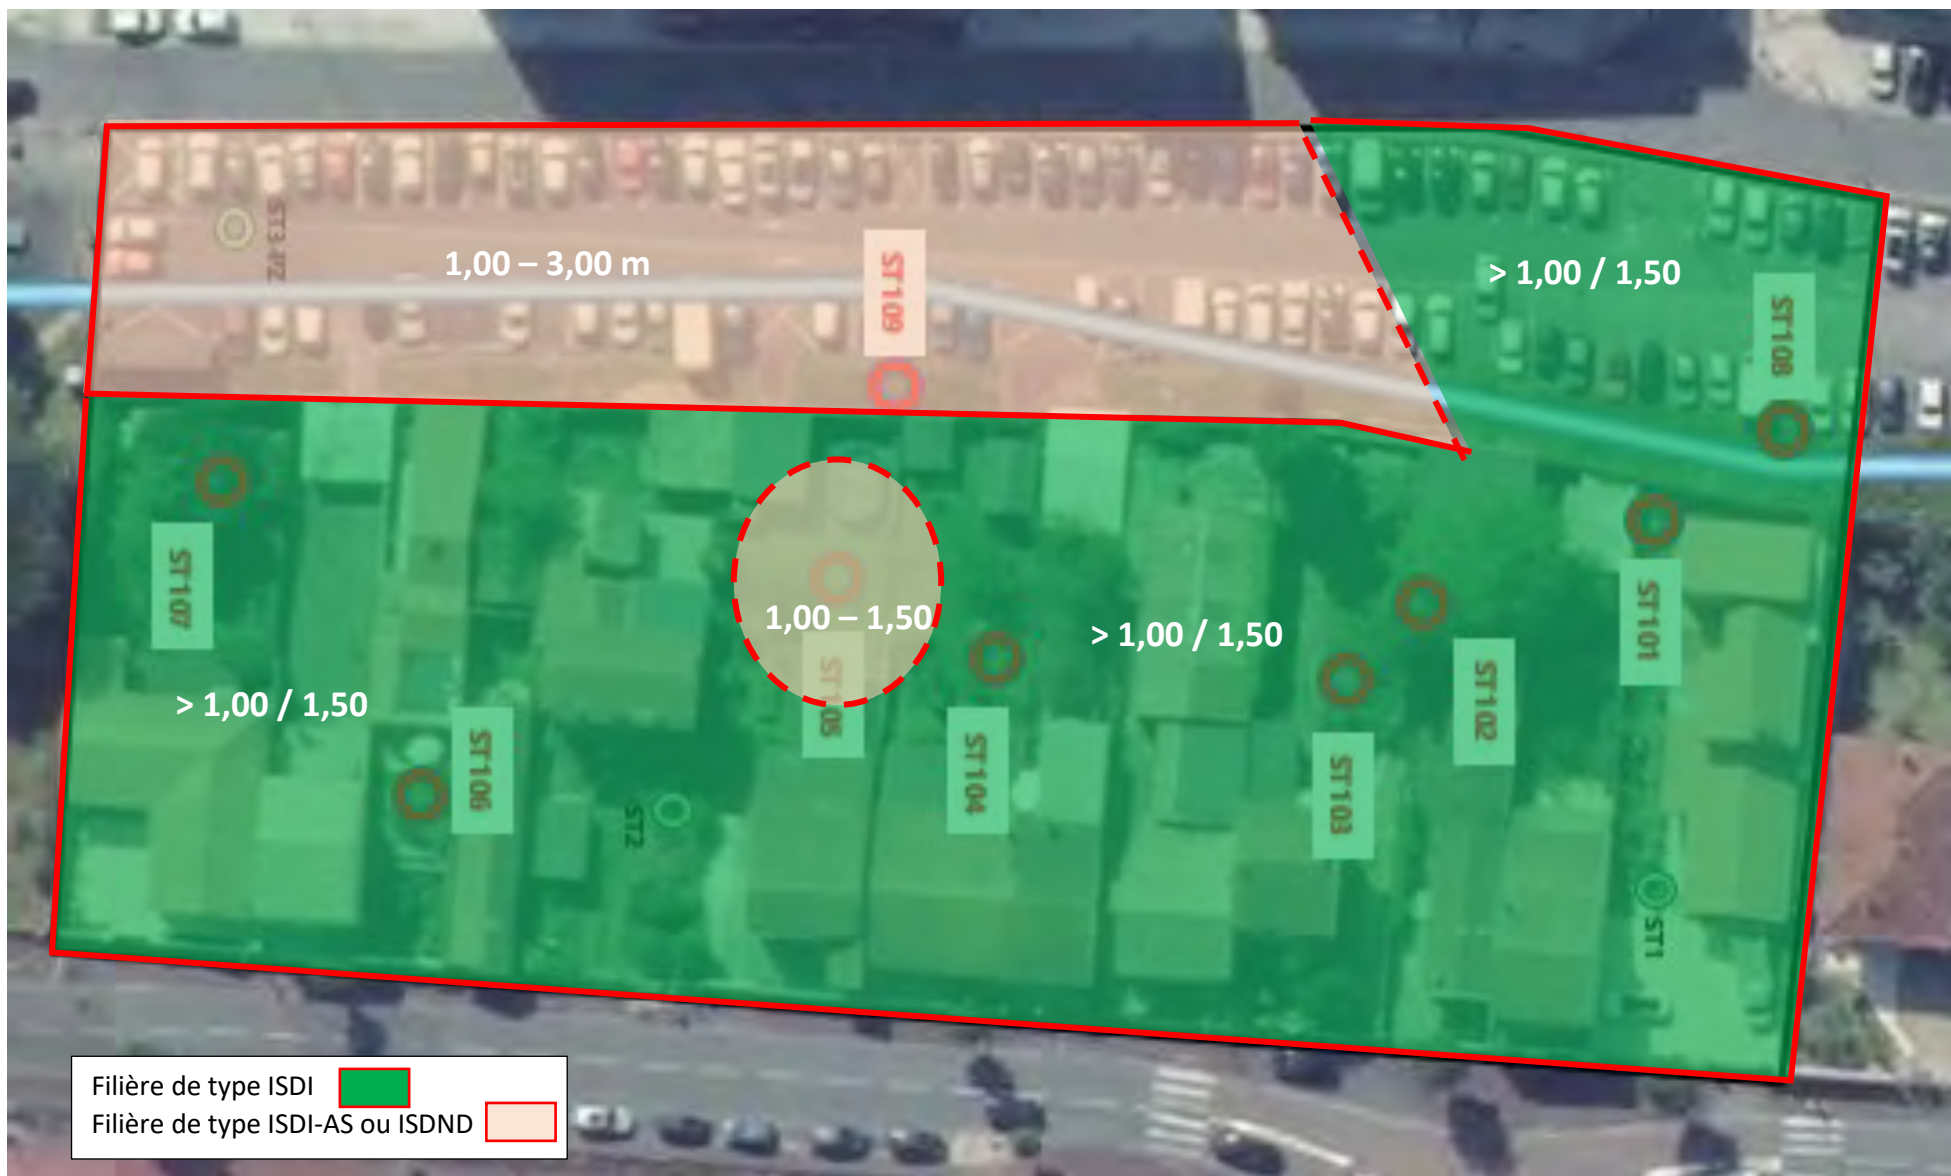 ST3-PZ
1,00 – 3,00 m
ST109
> 1,00 / 1,50
ST108
ST107
1,00 – 1,50
ST105
> 1,00 / 1,50
ST101
ST102
> 1,00 / 1,50
ST106
ST104
ST103
ST2
ST1
Filière de type ISDI
Filière de type ISDI-AS ou ISDND